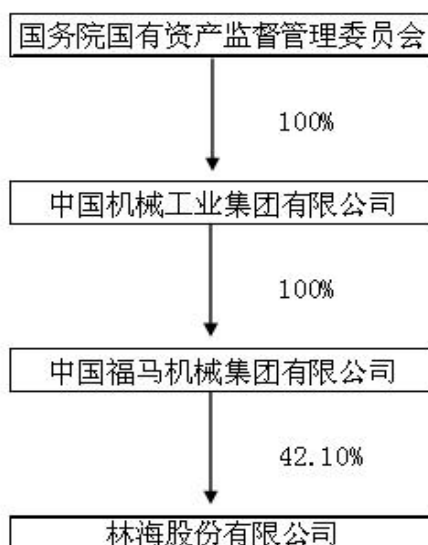 国务院国有资产监督管理委员会
100%
中国机械工业集团有限公司
100%
中国福马机械集团有限公司
42.10%
林海股份有限公司